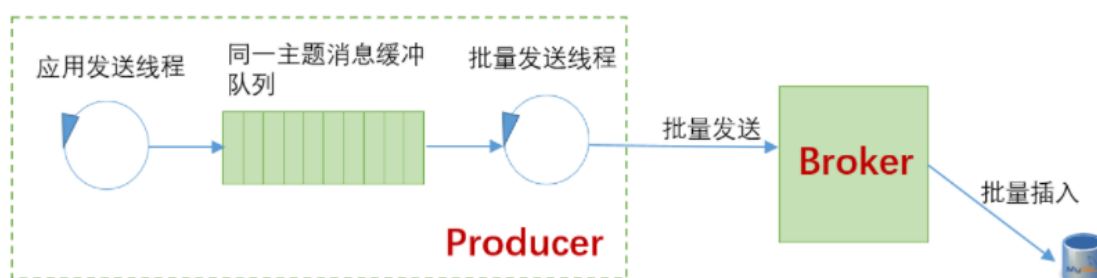 应用发送线程
同一主题消息缓冲
队列
批量发送线程
批量发送
Broker
批量插入
Producer